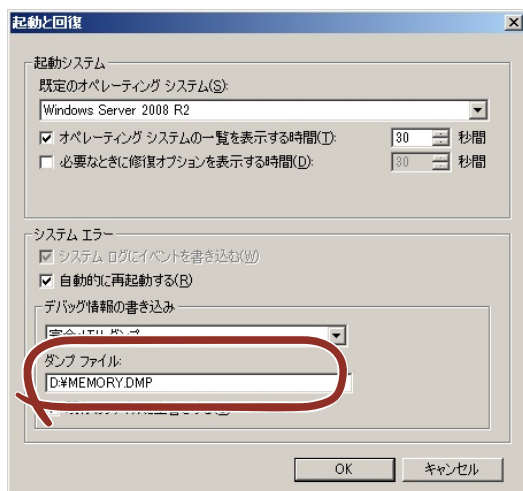 起動と回復
起動システム
既定のオペレーティング システム(S):
Windows Server 2008 R2
オペレーティング システムの一覧を表示する時間(T): 30 秒間
必要なときに修復オプションを表示する時間(D): 30 秒間
システム エラー
システム ログにイベントを書き込む(W)
自動的に再起動する(R)
デバッグ情報の書き込み
ダンプ ファイル:
D:¥MEMORY.DMP
OK キャンセル